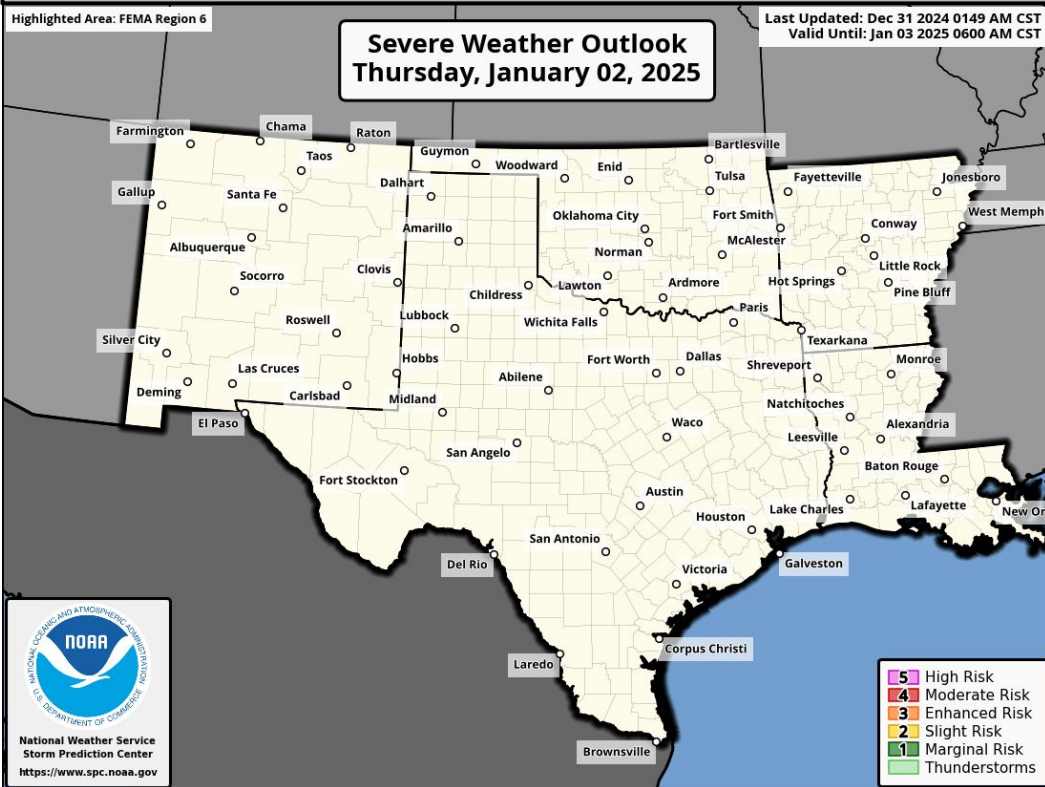 Highlighted Area: FEMA Region 6
Severe Weather Outlook
Thursday, January 02, 2025
Last Updated: Dec 31 2024 0149 AM CST
Valid Until: Jan 03 2025 0600 AM CST
Farmington
Chama
Raton
Taos
Guymon
Woodward
Enid
Bartlesville
Tulsa
Fayetteville
Jonesboro
Gallup
Santa Fe
Dalhart
Amarillo
Oklahoma City
Fort Smith
West Memph
Albuquerque
Norman
McAlester
Conway
Socorro
Clovis
Childress
Lawton
Ardmore
Hot Springs
Little Rock
Pine Bluff
Roswell
Lubbock
Wichita Falls
Paris
Silver City
Texarkana
Las Cruces
Hobbs
Fort Worth
Dallas
Shreveport
Monroe
Deming
Carlsbad
Midland
Abilene
Natchitoches
El Paso
Waco
Leesville
Alexandria
San Angelo
Fort Stockton
Baton Rouge
Austin
Houston
Lake Charles
Lafayette
New Or
San Antonio
Del Rio
Galveston
Victoria
Laredo
Corpus Christi
Brownsville
NATIONAL OCEANIC AND ATMOSPHERIC ADMINISTRATION
NOAA
U.S. DEPARTMENT OF COMMERCE
National Weather Service
Storm Prediction Center
https://www.spc.noaa.gov
5 High Risk
4 Moderate Risk
3 Enhanced Risk
2 Slight Risk
1 Marginal Risk
Thunderstorms